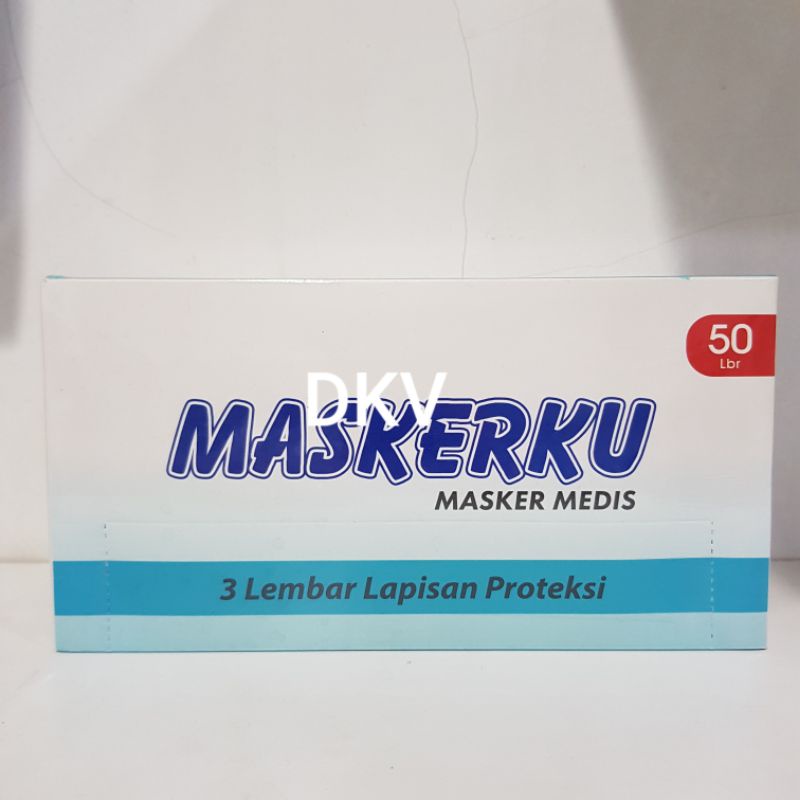 50
Lbr
DKV
MASKERKU
MASKER MEDIS
3 Lembar Lapisan Proteksi